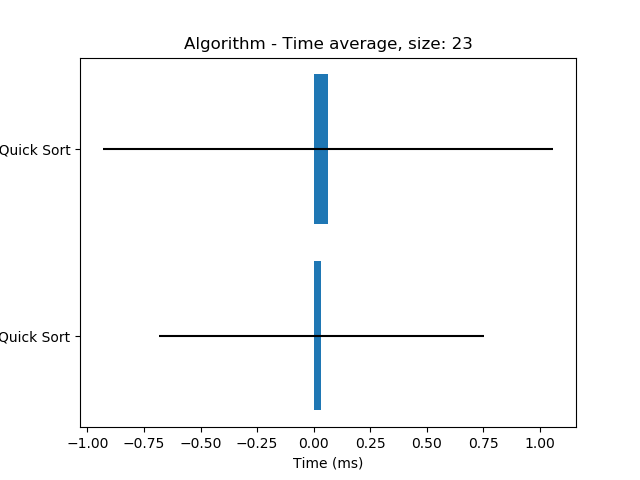 Algorithm - Time average, size: 23
Quick Sort
Quick Sort
−1.00 −0.75 −0.50 −0.25 0.00 0.25 0.50 0.75 1.00
Time (ms)